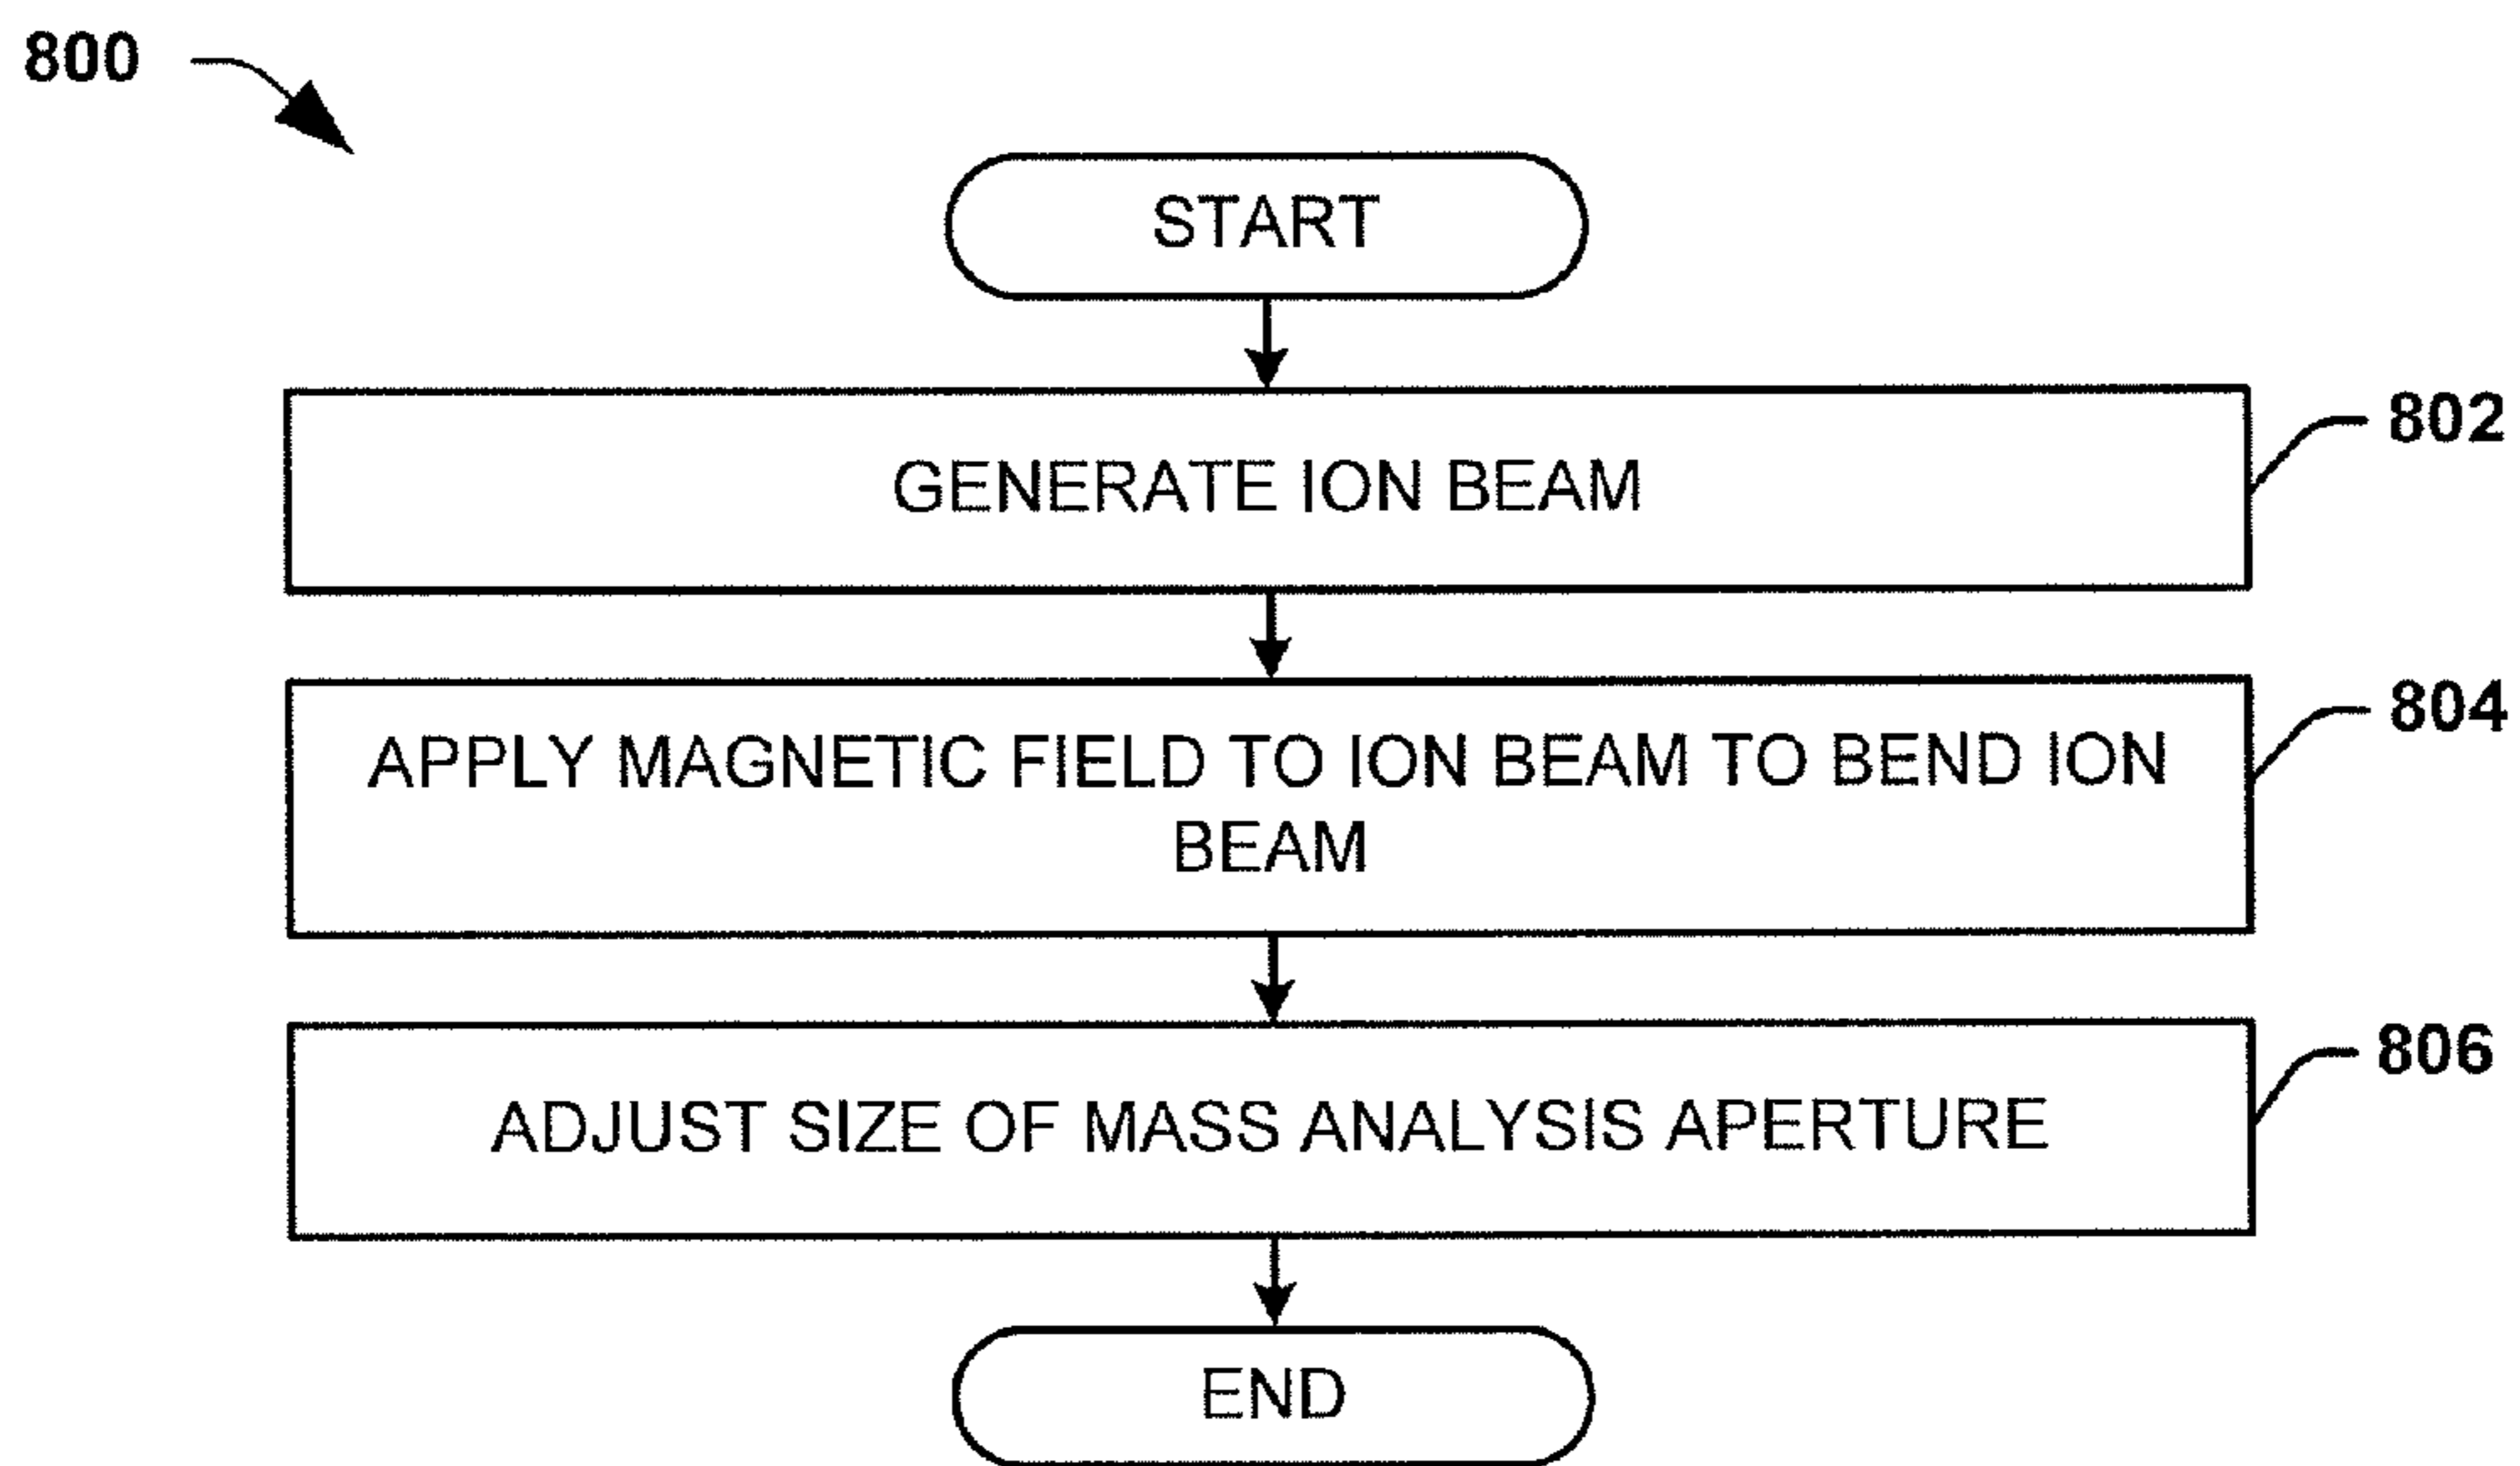 800
START
GENERATE ION BEAM
802
APPLY MAGNETIC FIELD TO ION BEAM TO BEND ION
BEAM
804
ADJUST SIZE OF MASS ANALYSIS APERTURE
806
END